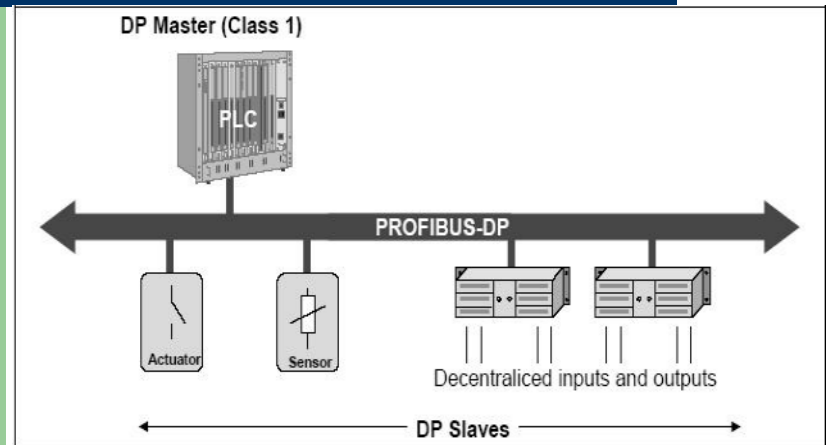 DP Master (Class 1)
PLC
PROFIBUS-DP
Actuator
Sensor
Decentraliced inputs and outputs
DP Slaves